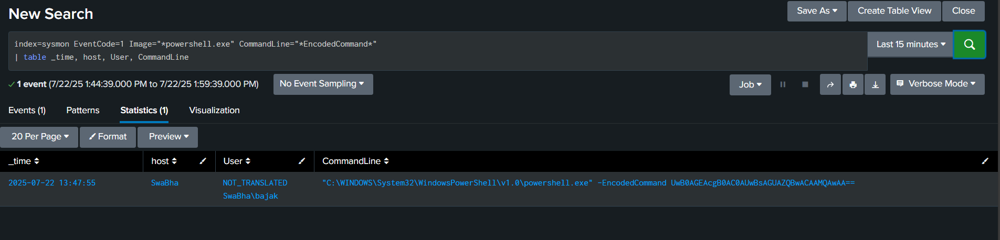 New Search
Save As
Create Table View
Close
index=sysmon EventCode=1 Image="*powershell.exe" CommandLine="*EncodedCommand*"
| table _time, host, User, CommandLine
Last 15 minutes
1 event (7/22/25 1:44:39.000 PM to 7/22/25 1:59:39.000 PM)
No Event Sampling
Job
Verbose Mode
Events (1)
Patterns
Statistics (1)
Visualization
20 Per Page
Format
Preview
_time
host
User
CommandLine
2025-07-22 13:47:55
SwaBha
NOT_TRANSLATED
SwaBha\bajak
"C:\WINDOWS\System32\WindowsPowerShell\v1.0\powershell.exe" -EncodedCommand UwB0AGEAcgB0AC0AUwBsAGUAZQBwACAAMQAwAA==